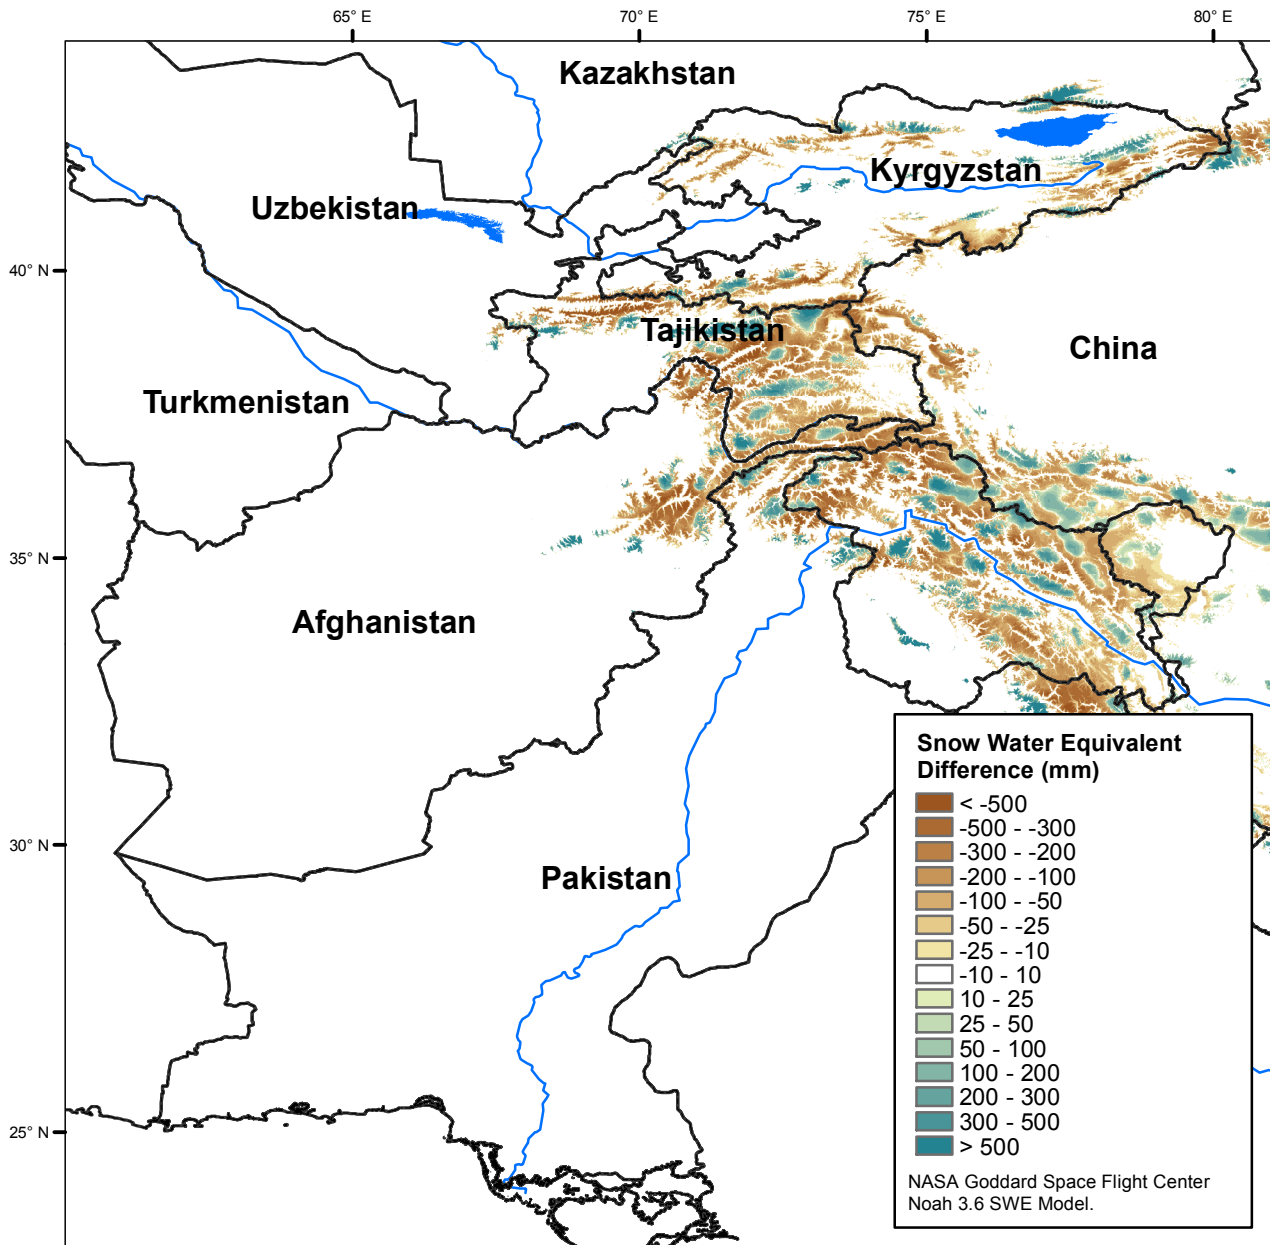 65° E
70° E
75° E
80° E
Kazakhstan
Kyrgyzstan
Uzbekistan
40° N
Tajikistan
China
Turkmenistan
35° N
Afghanistan
30° N
Pakistan
25° N
Snow Water Equivalent
Difference (mm)
< -500
-500 - -300
-300 - -200
-200 - -100
-100 - -50
-50 - -25
-25 - -10
-10 - 10
10 - 25
25 - 50
50 - 100
100 - 200
200 - 300
300 - 500
> 500
NASA Goddard Space Flight Center
Noah 3.6 SWE Model.